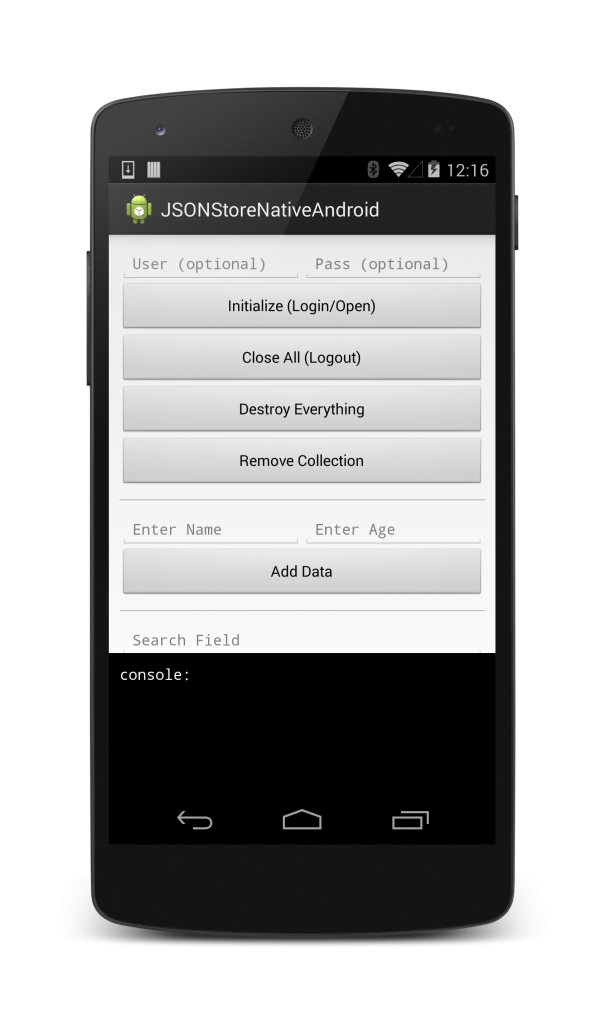 12:16
JSONStoreNativeAndroid
User (optional) Pass (optional)
Initialize (Login/Open)
Close All (Logout)
Destroy Everything
Remove Collection
Enter Name Enter Age
Add Data
Search Field
console: